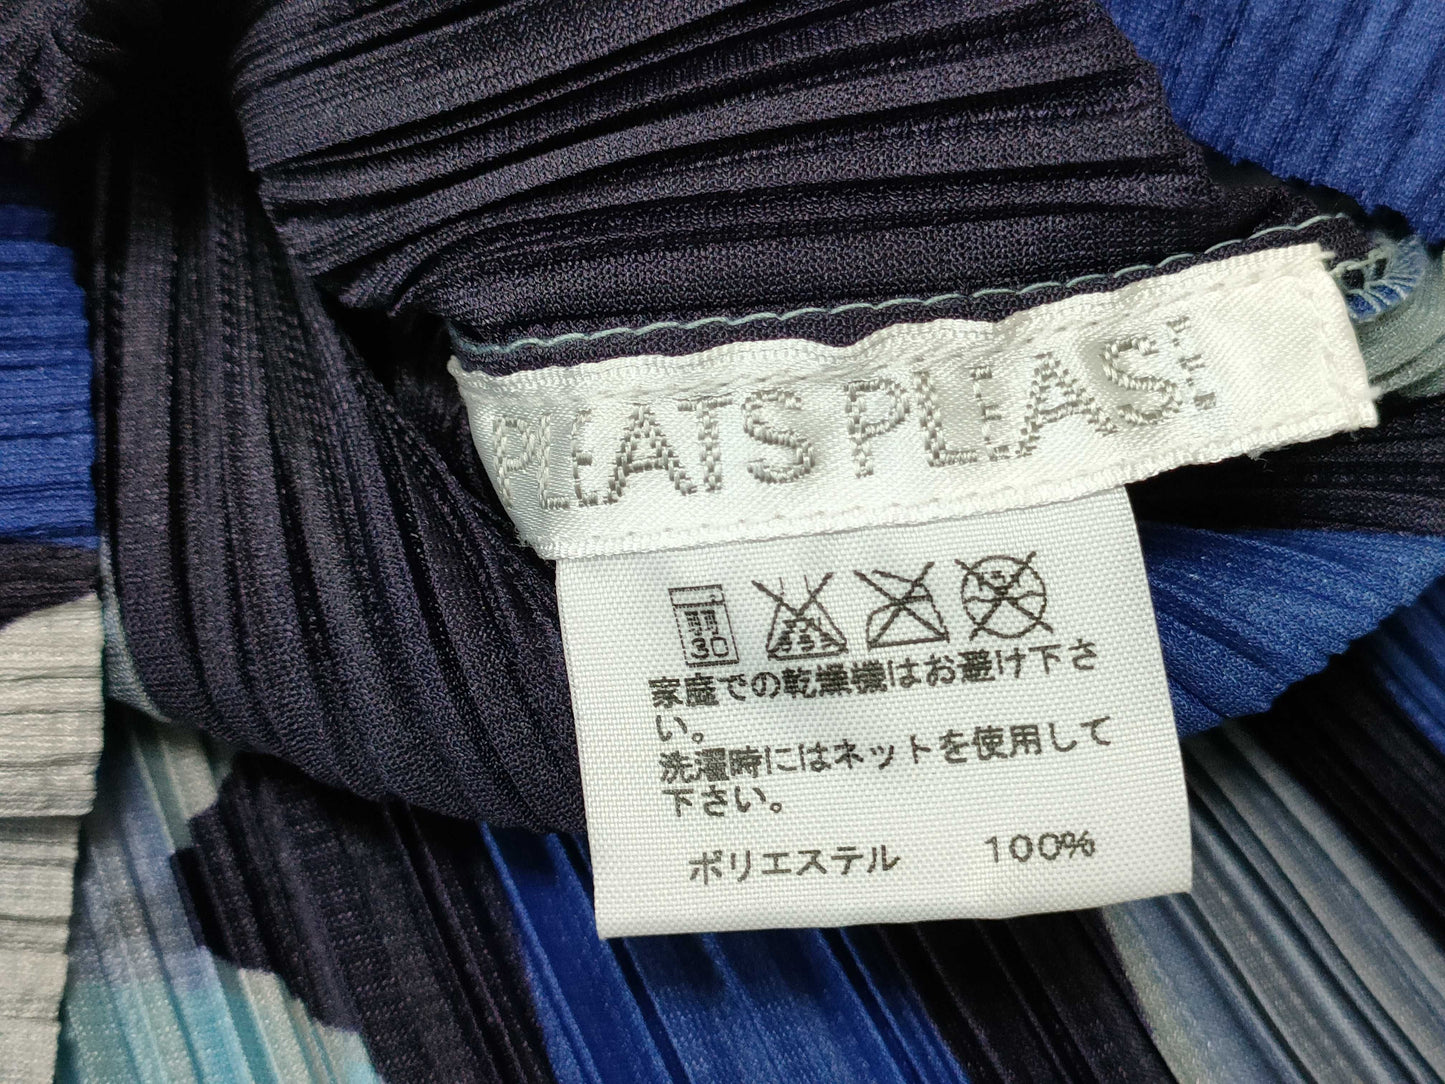 PLEATS PLEASE
30
家庭での乾燥機はお避け下さ
い。
洗濯時にはネットを使用して
下さい。
ポリエステル 100%